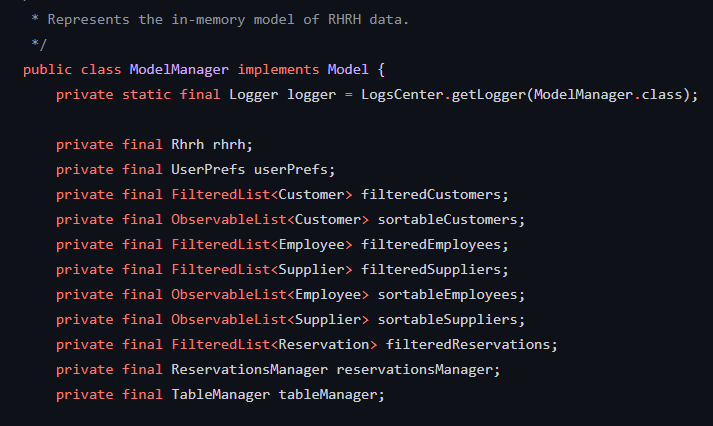 * Represents the in-memory model of RHRH data.
*/
public class ModelManager implements Model {
private static final Logger logger = LogsCenter.getLogger(ModelManager.class);
private final Rhrh rhrh;
private final UserPrefs userPrefs;
private final FilteredList<Customer> filteredCustomers;
private final ObservableList<Customer> sortableCustomers;
private final FilteredList<Employee> filteredEmployees;
private final FilteredList<Supplier> filteredSuppliers;
private final ObservableList<Employee> sortableEmployees;
private final ObservableList<Supplier> sortableSuppliers;
private final FilteredList<Reservation> filteredReservations;
private final ReservationsManager reservationsManager;
private final TableManager tableManager;